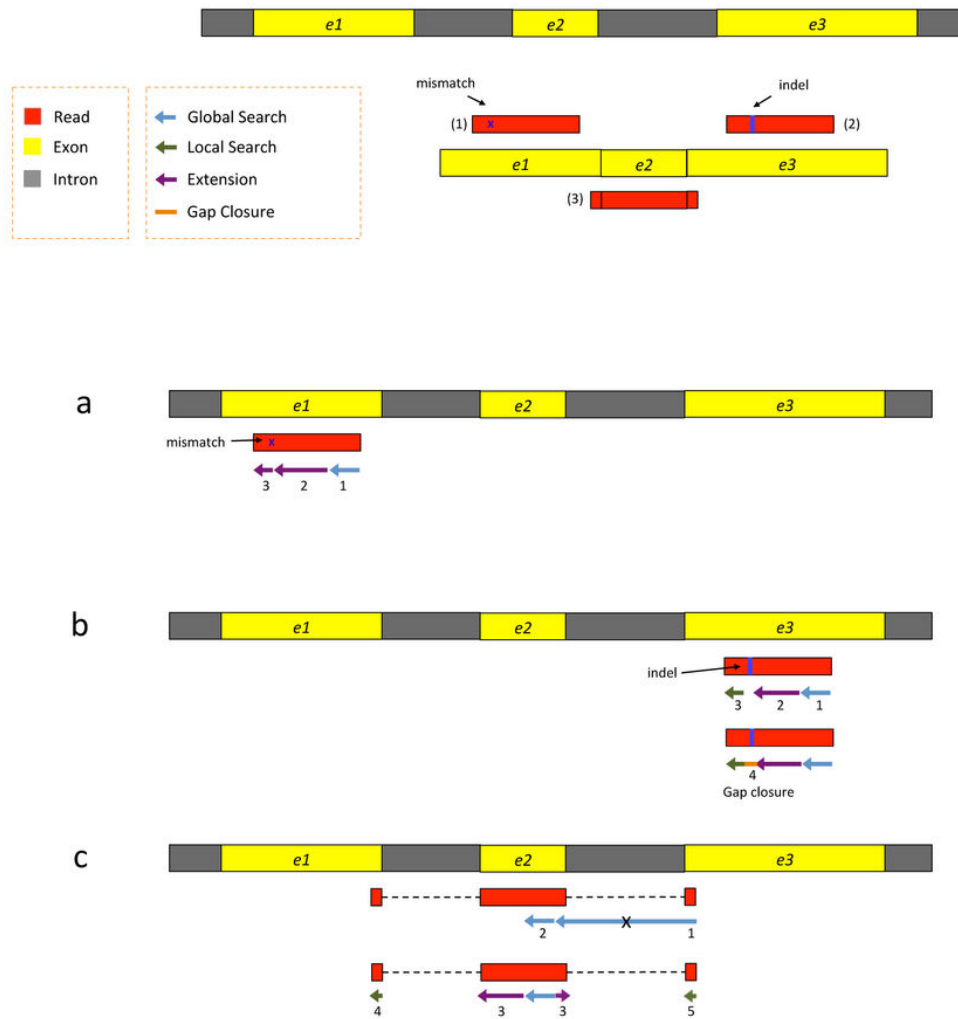 e1 e2 e3
mismatch
indel
(1) x
(2)
Read
Exon
Intron
Global Search
Local Search
Extension
Gap Closure
e1 e2 e3
(3)
a
e1 e2 e3
mismatch x
3 2 1
b
e1 e2 e3
indel
3 2 1
4
Gap closure
c
e1 e2 e3
X
2 1
4 3 3 5